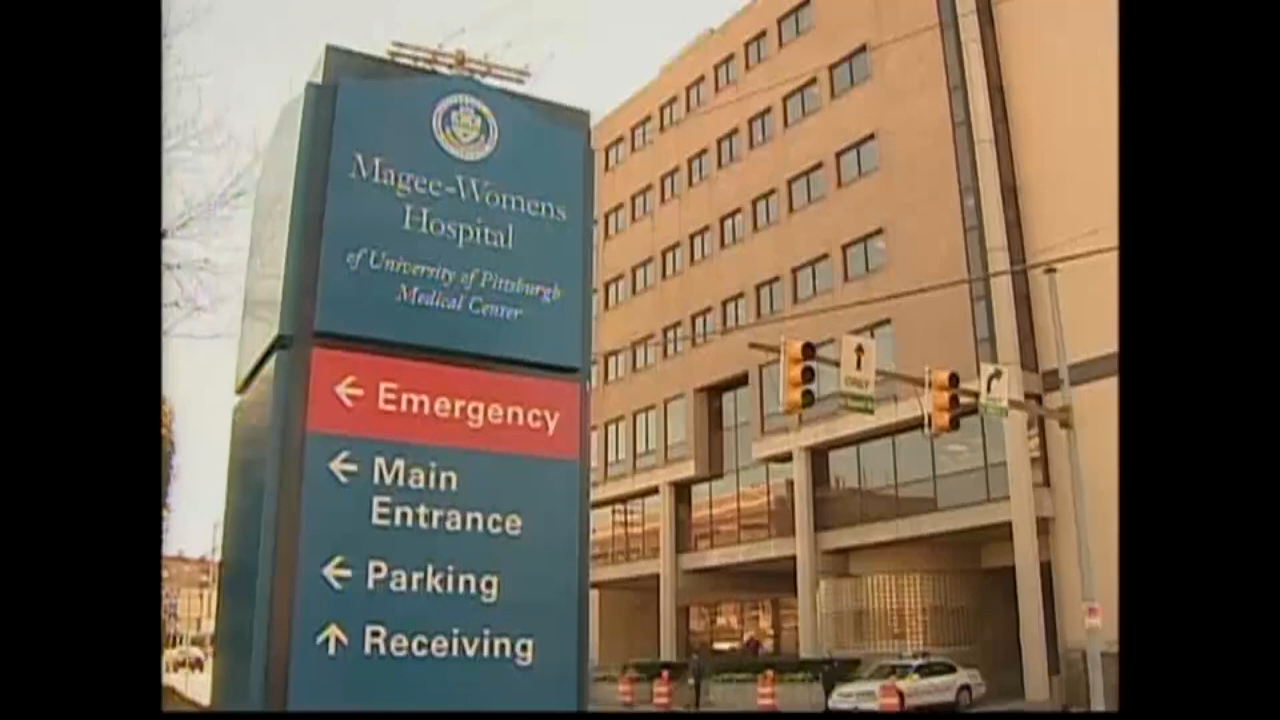 Magee-Womens
Hospital
of University of Pittsburgh
Medical Center
← Emergency
← Main
Entrance
← Parking
↑ Receiving
ONLY